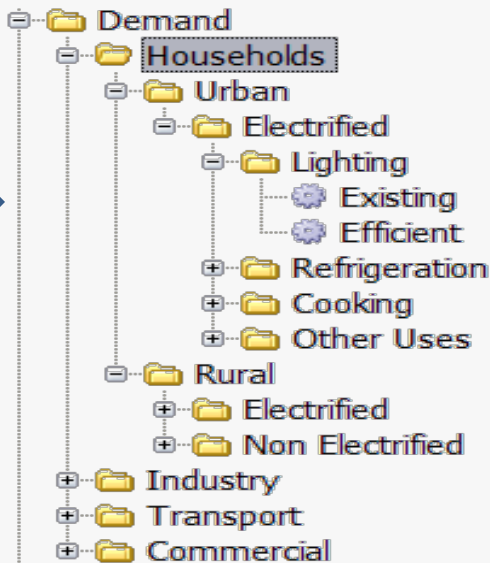 Demand
Households
Urban
Electrified
Lighting
Existing
Efficient
Refrigeration
Cooking
Other Uses
Rural
Electrified
Non Electrified
Industry
Transport
Commercial